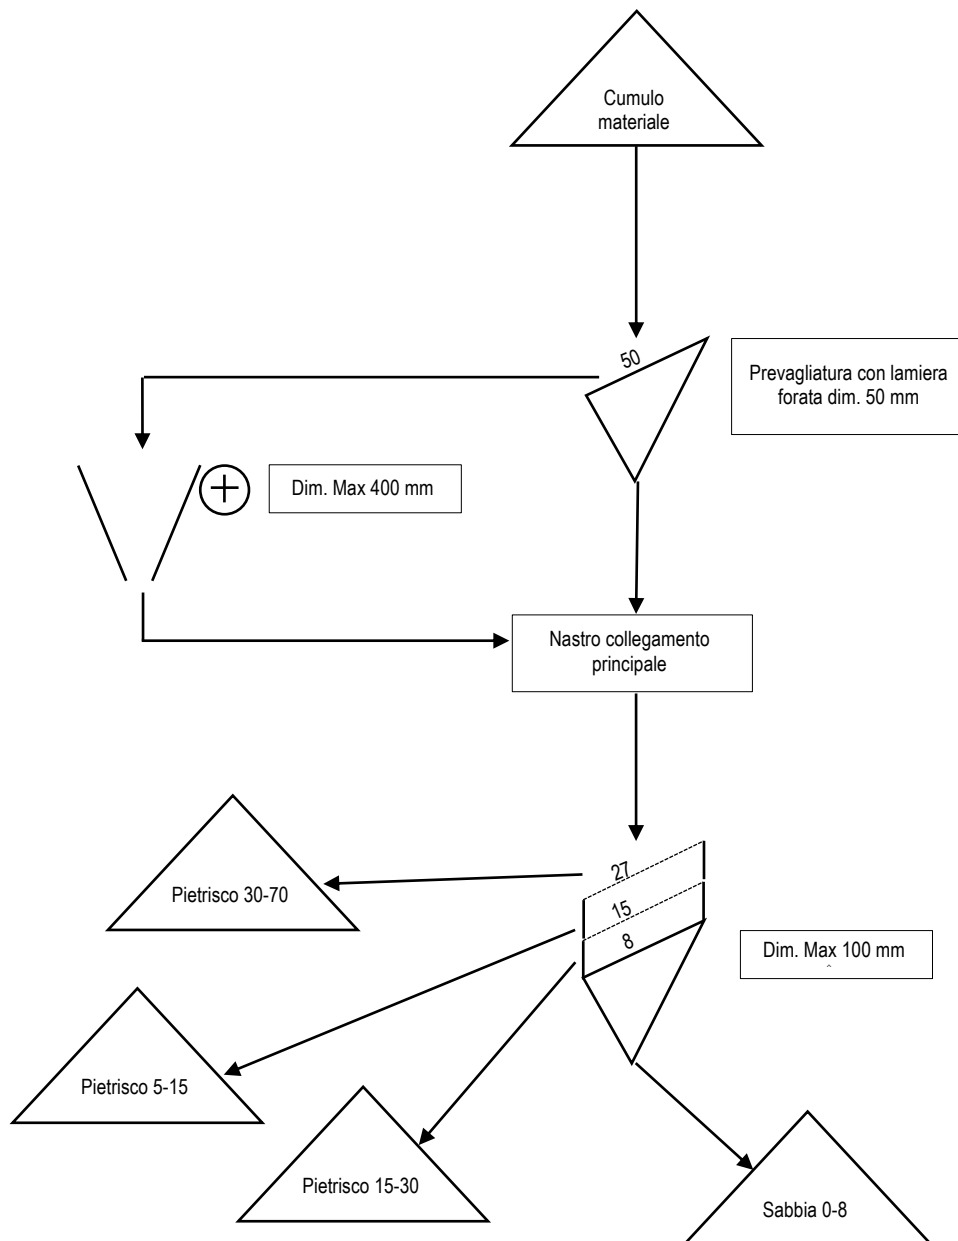 Cumulo
materiale
50
Prevagliatura con lamiera
forata dim. 50 mm
Dim. Max 400 mm
Nastro collegamento
principale
27
15
8
Pietrisco 30-70
Dim. Max 100 mm
Pietrisco 5-15
Pietrisco 15-30
Sabbia 0-8